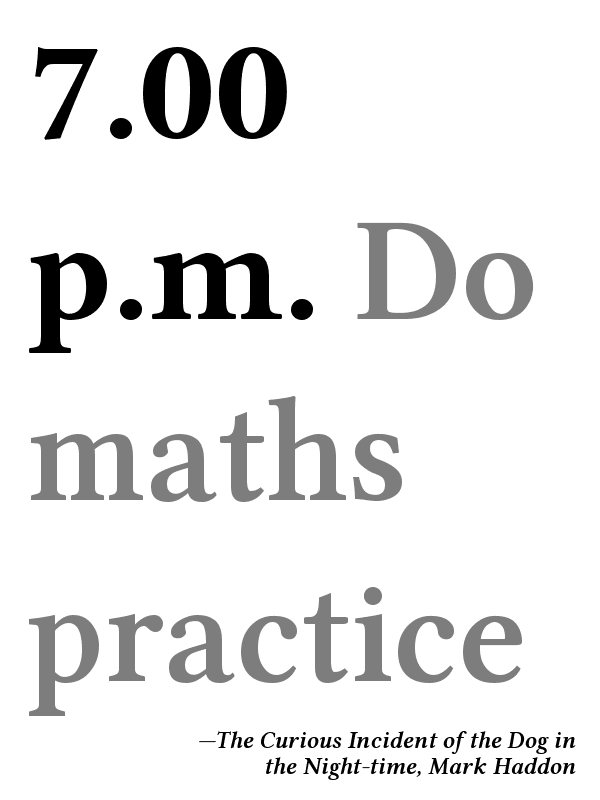 7.00
p.m. Do
maths
practice
—The Curious Incident of the Dog in
the Night-time, Mark Haddon